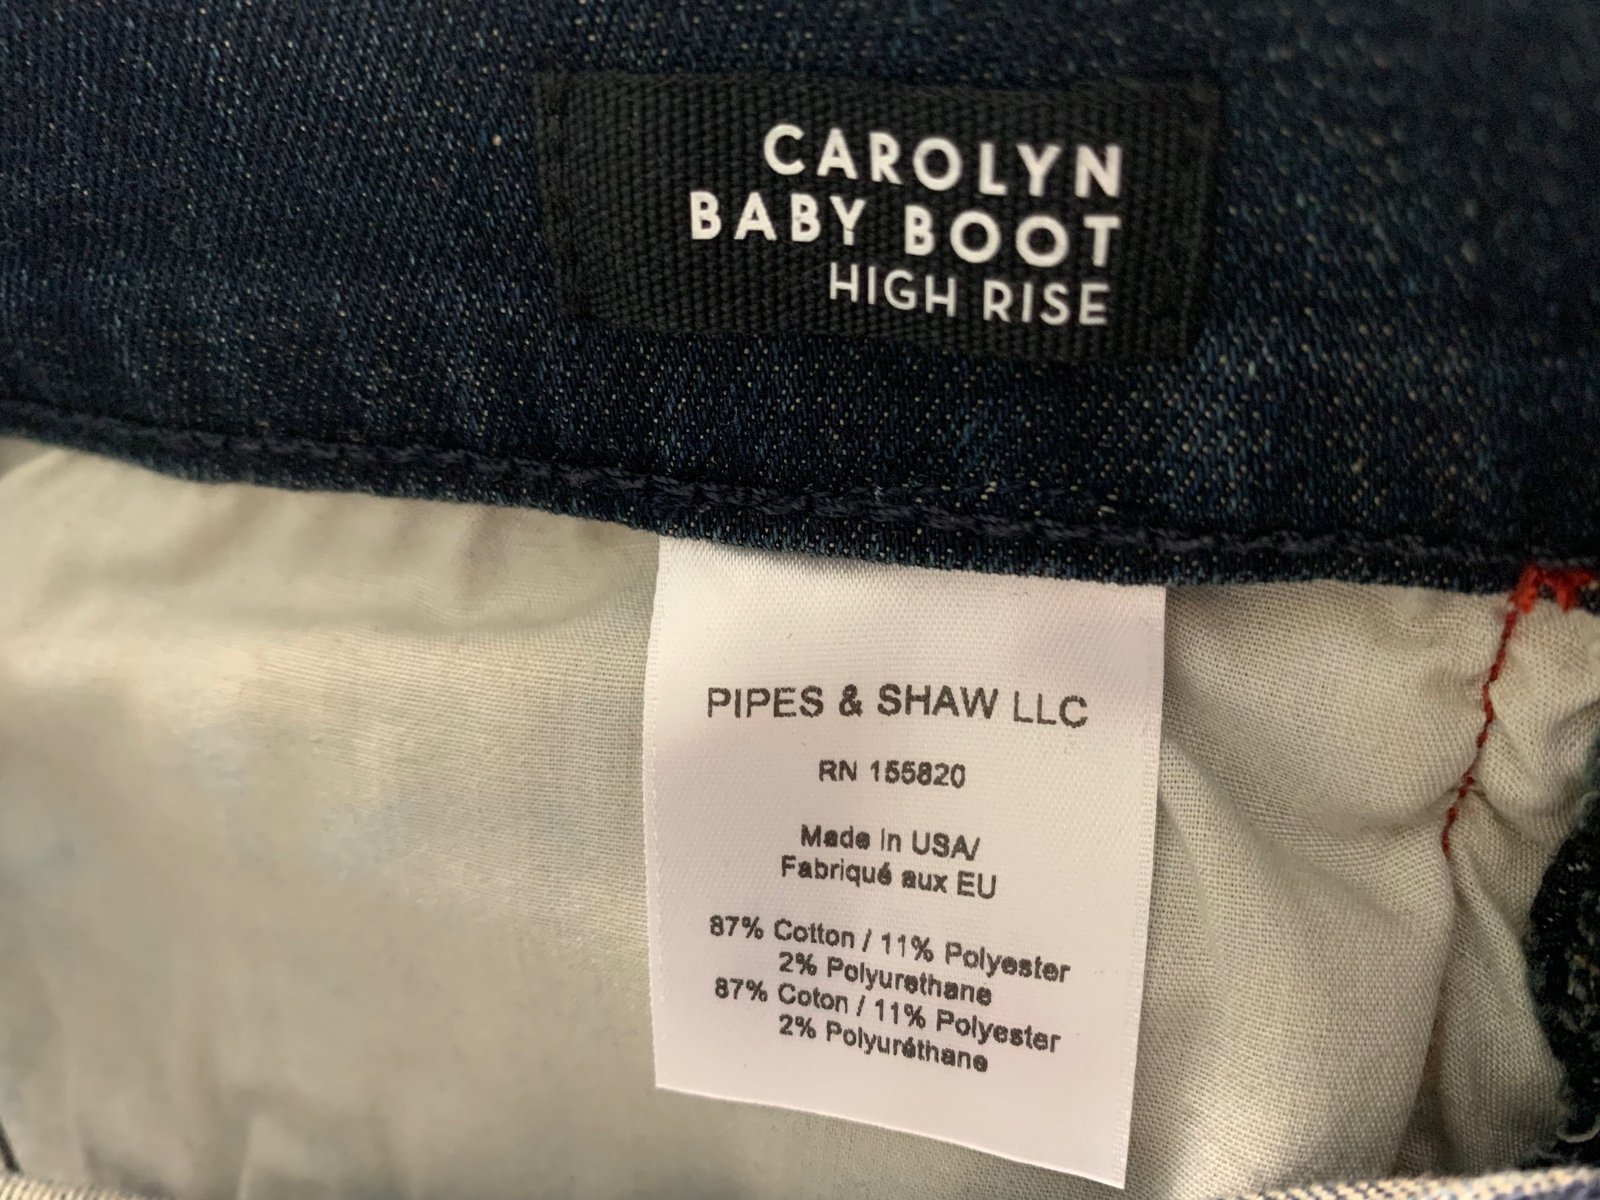 CAROLYN
BABY BOOT
HIGH RISE
PIPES & SHAW LLC
RN 155820
Made in USA/
Fabriqué aux EU
87% Cotton / 11% Polyester
2% Polyurethane
87% Coton / 11% Polyester
2% Polyuréthane